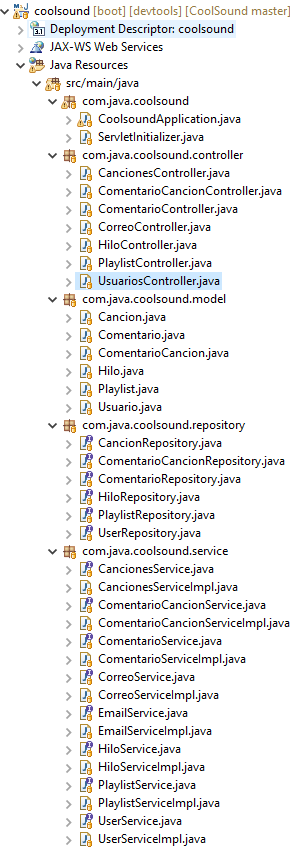 coolsound [boot] [devtools] [CoolSound master]
Deployment Descriptor: coolsound
JAX-WS Web Services
Java Resources
src/main/java
com.java.coolsound
CoolsoundApplication.java
ServletInitializer.java
com.java.coolsound.controller
CancionesController.java
ComentarioCancionController.java
ComentarioController.java
CorreoController.java
HiloController.java
PlaylistController.java
UsuariosController.java
com.java.coolsound.model
Cancion.java
Comentario.java
ComentarioCancion.java
Hilo.java
Playlist.java
Usuario.java
com.java.coolsound.repository
CancionRepository.java
ComentarioCancionRepository.java
ComentarioRepository.java
HiloRepository.java
PlaylistRepository.java
UserRepository.java
com.java.coolsound.service
CancionesService.java
CancionesServiceImpl.java
ComentarioCancionService.java
ComentarioCancionServiceImpl.java
ComentarioService.java
ComentarioServiceImpl.java
CorreoService.java
CorreoServiceImpl.java
EmailService.java
EmailServiceImpl.java
HiloService.java
HiloServiceImpl.java
PlaylistService.java
PlaylistServiceImpl.java
UserService.java
UserServiceImpl.java